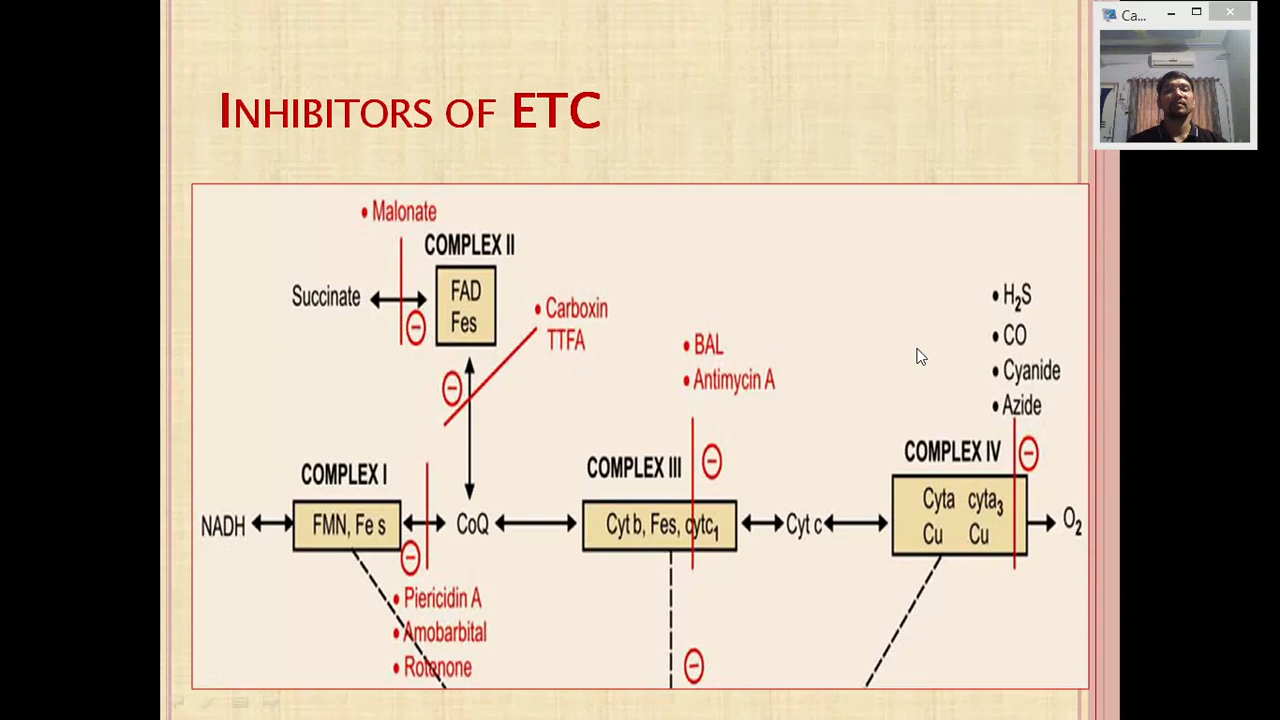 Ca...
INHIBITORS OF ETC
• Malonate
COMPLEX II
Succinate
FAD
Fes
• Carboxin
TTFA
• BAL
• Antimycin A
• H₂S
• CO
• Cyanide
• Azide
COMPLEX I
COMPLEX III
COMPLEX IV
NADH
FMN, Fe s
CoQ
Cyt b, Fes, cytc₁
Cyt c
Cyta cyta₃
Cu Cu
O₂
• Piericidin A
• Amobarbital
• Rotenone